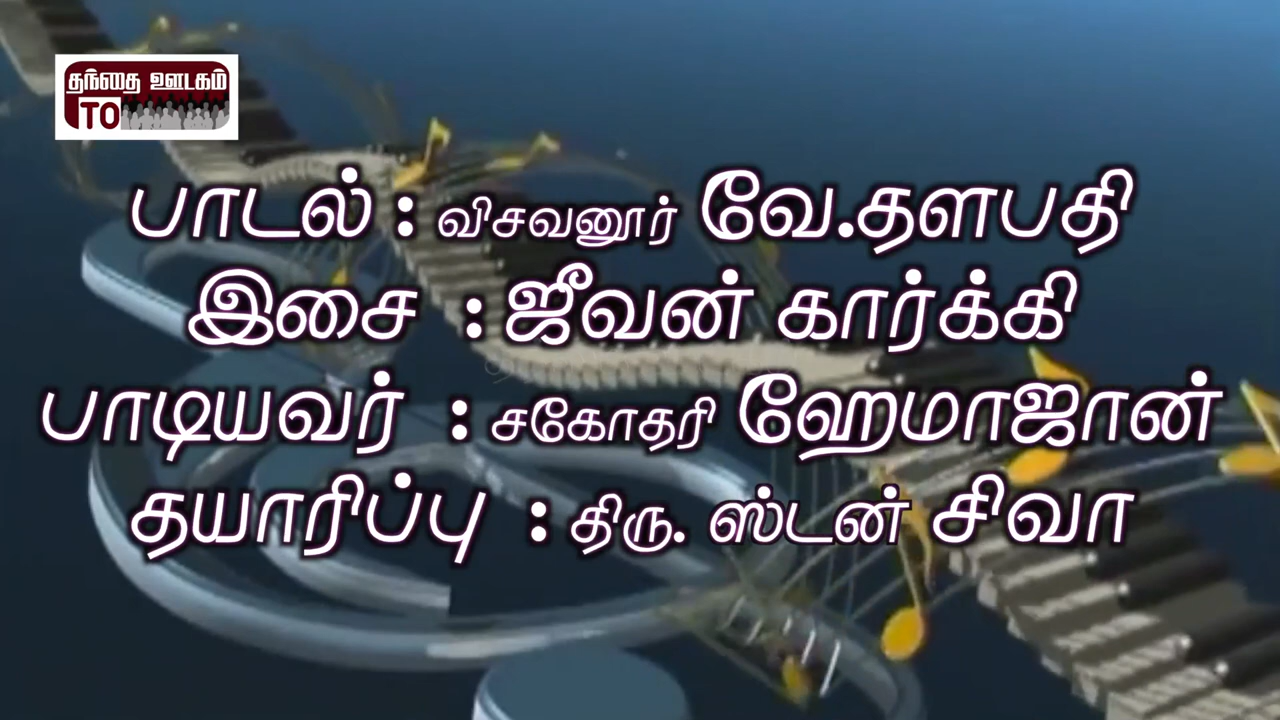 தந்தை ஊடகம்
TO
பாடல் : விசவனூர் வே.தளபதி
இசை : ஜீவன் கார்க்கி
பாடியவர் : சகோதரி ஹேமாஜான்
தயாரிப்பு : திரு. ஸ்டன் சிவா